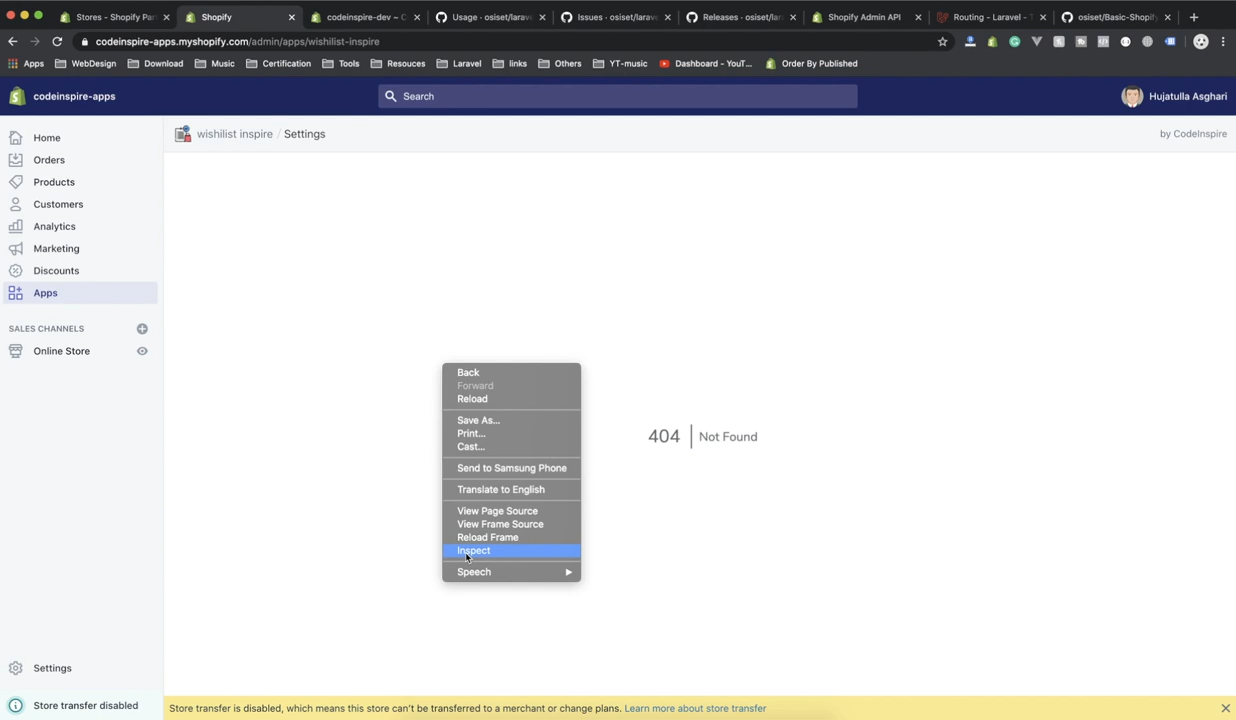 Stores - Shopify Par
Shopify
codeinspire-dev ~ C
Usage - osiset/larav
Issues - osiset/larav
Releases - osiset/lar
Shopify Admin API
Routing - Laravel - T
osiset/Basic-Shopify
codeinspire-apps.myshopify.com/admin/apps/wishilist-inspire
Apps
WebDesign
Download
Music
Certification
Tools
Resouces
Laravel
links
Others
YT-music
Dashboard - YouT...
Order By Published
codeinspire-apps
Search
Hujatulla Asghari
Home
Orders
Products
Customers
Analytics
Marketing
Discounts
Apps
SALES CHANNELS
Online Store
Settings
Store transfer disabled
wishilist inspire / Settings
by CodeInspire
Back
Forward
Reload
Save As...
Print...
Cast...
Send to Samsung Phone
Translate to English
View Page Source
View Frame Source
Reload Frame
Inspect
Speech
404 | Not Found
Store transfer is disabled, which means this store can't be transferred to a merchant or change plans. Learn more about store transfer